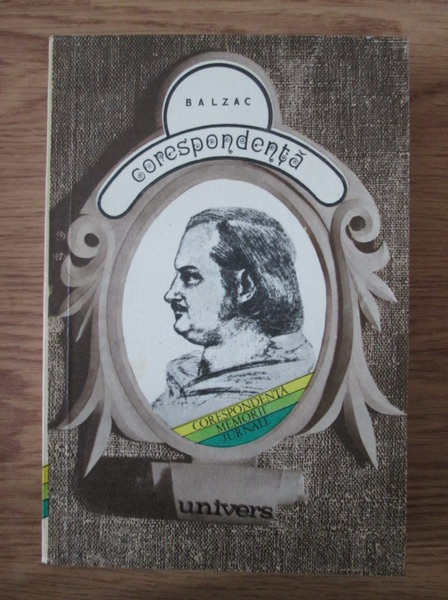 BALZAC
corespondență
CORESPONDENȚĂ
MEMORII
JURNALE
univers